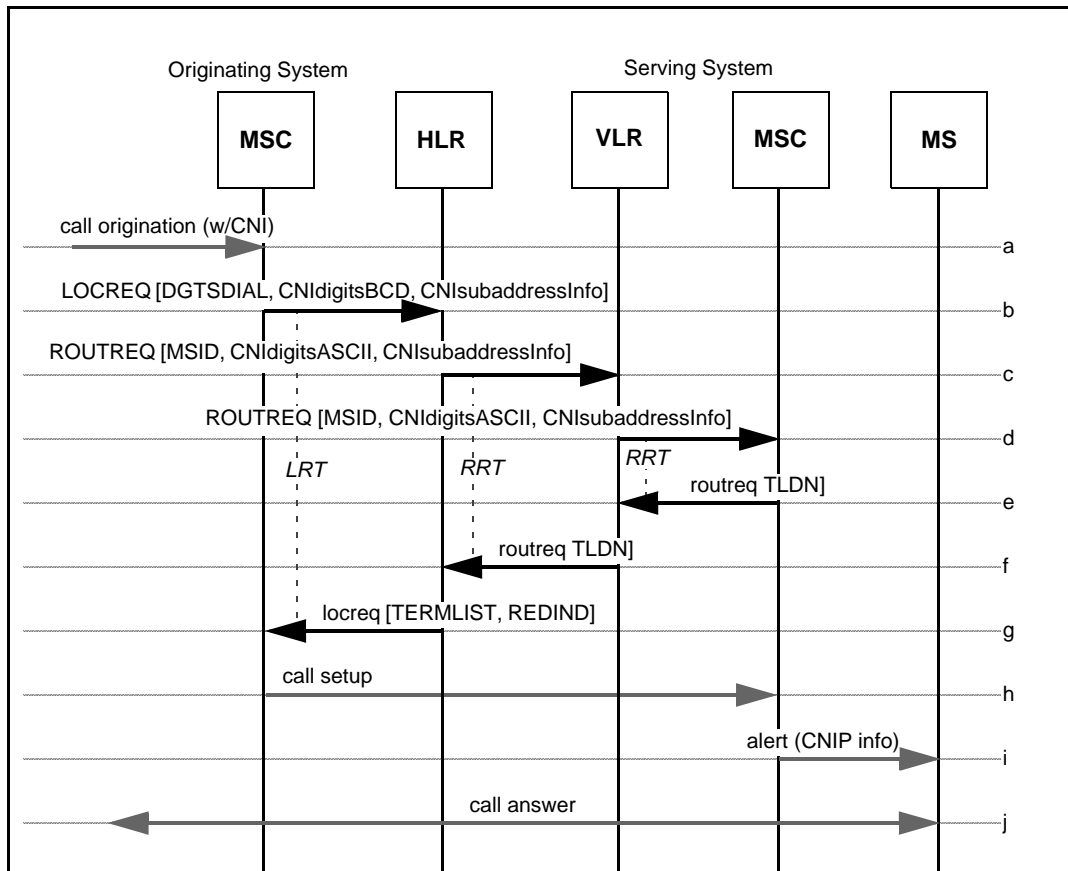 Originating System
Serving System
MSC
HLR
VLR
MSC
MS
call origination (w/CNI)
a
LOCREQ [DGTSDIAL, CNIdigitsBCD, CNIsubaddressInfo]
b
ROUTREQ [MSID, CNIdigitsASCII, CNIsubaddressInfo]
c
ROUTREQ [MSID, CNIdigitsASCII, CNIsubaddressInfo]
d
LRT
RRT
RRT
routreq TLDN]
e
routreq TLDN]
f
locreq [TERMLIST, REDIND]
g
call setup
h
alert (CNIP info)
i
call answer
j